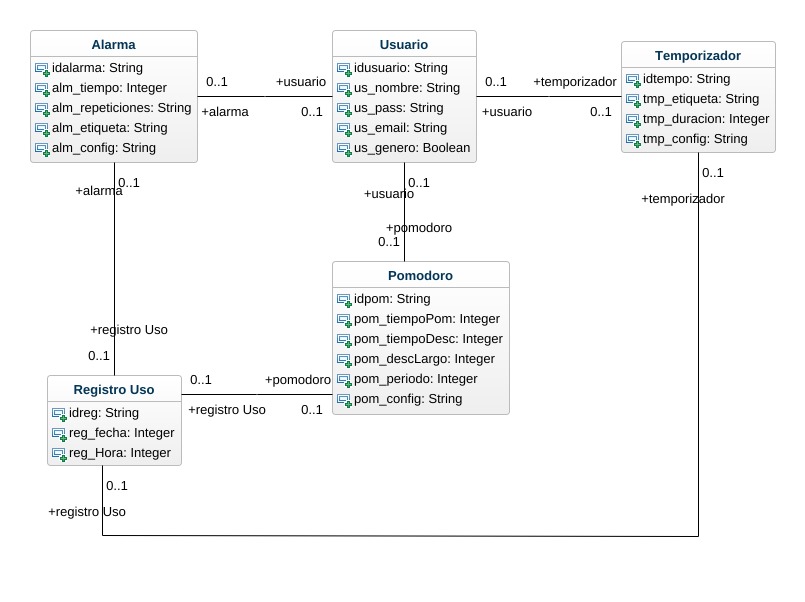 Alarma
idalarma: String
alm_tiempo: Integer
alm_repeticiones: String
alm_etiqueta: String
alm_config: String
0..1
+usuario
+alarma
0..1
Usuario
idusuario: String
us_nombre: String
us_pass: String
us_email: String
us_genero: Boolean
0..1
+temporizador
+usuario
0..1
Temporizador
idtempo: String
tmp_etiqueta: String
tmp_duracion: Integer
tmp_config: String
0..1
+alarma
0..1
+usuario
0..1
+temporizador
+pomodoro
0..1
Pomodoro
idpom: String
pom_tiempoPom: Integer
pom_tiempoDesc: Integer
pom_descLargo: Integer
pom_periodo: Integer
pom_config: String
+registro Uso
0..1
0..1
+pomodoro
+registro Uso
0..1
Registro Uso
idreg: String
reg_fecha: Integer
reg_Hora: Integer
0..1
+registro Uso